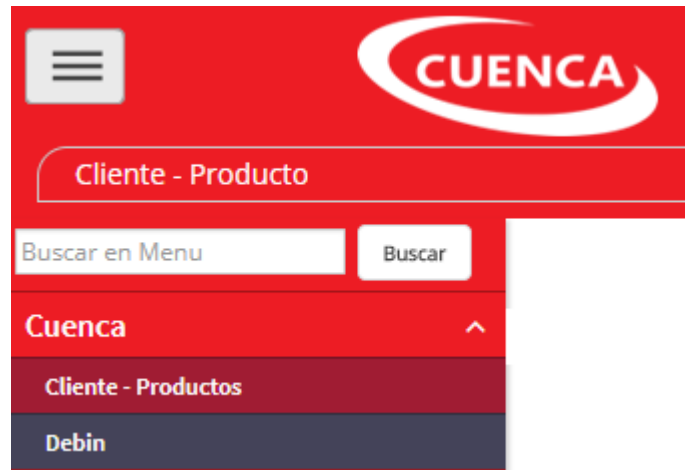 CUENCA
Cliente - Producto
Buscar en Menu Buscar
Cuenca
Cliente - Productos
Debin